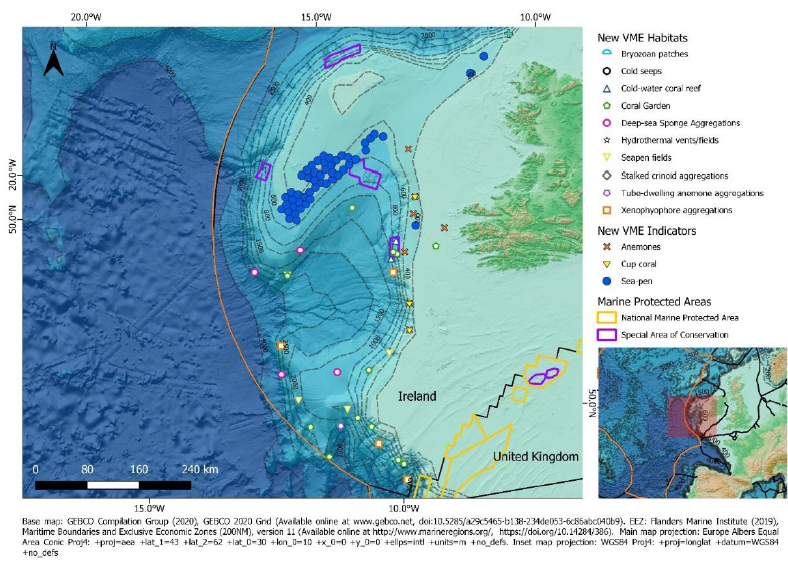 20.0°W 15.0°W 10.0°W
New VME Habitats
Bryozoan patches
Cold seeps
Cold-water coral reef
Coral Garden
Deep-sea Sponge Aggregations
Hydrothermal vents/fields
Seapen fields
Stalked crinoid aggregations
Tube-dwelling anemone aggregations
Xenophyophore aggregations
New VME Indicators
Anemones
Cup coral
Sea-pen
Marine Protected Areas
National Marine Protected Area
Special Area of Conservation
N
20.0°W
50.0°N
50.0°N
Ireland
United Kingdom
0 80 160 240 km
15.0°W 10.0°W
Base map: GEBCO Compilation Group (2020), GEBCO 2020 Grid (Available online at www.gebco.net, doi:10.5285/a29c5465-b138-234de053-6c86abc040b9). EEZ: Flanders Marine Institute (2019),
Maritime Boundaries and Exclusive Economic Zones (200NM), version 11 (Available online at http://www.marineregions.org/, https://doi.org/10.14284/386). Main map projection: Europe Albers Equal
Area Conic Proj4: +proj=aea +lat_1=43 +lat_2=62 +lat_0=30 +lon_0=10 +x_0=0 +y_0=0 +ellps=intl +units=m +no_defs. Inset map projection: WGS84 Proj4: +proj=longlat +datum=WGS84
+no_defs